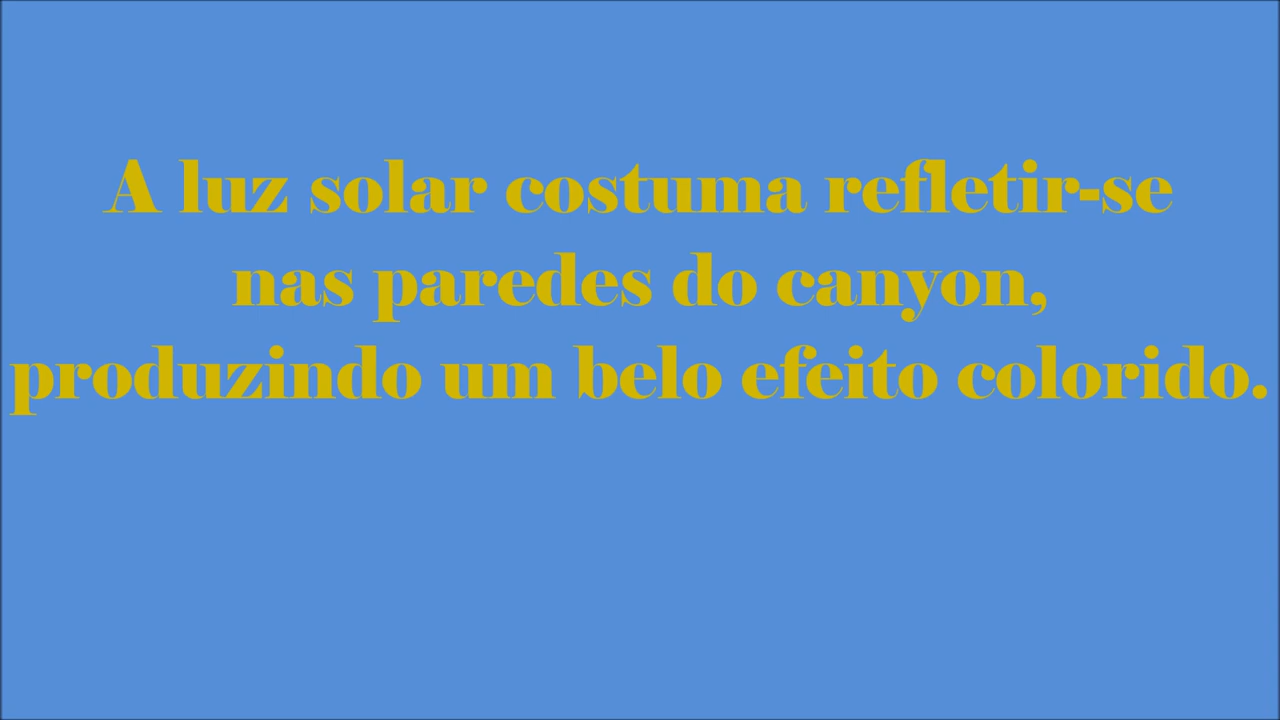 A luz solar costuma refletir-se
nas paredes do canyon,
produzindo um belo efeito colorido.